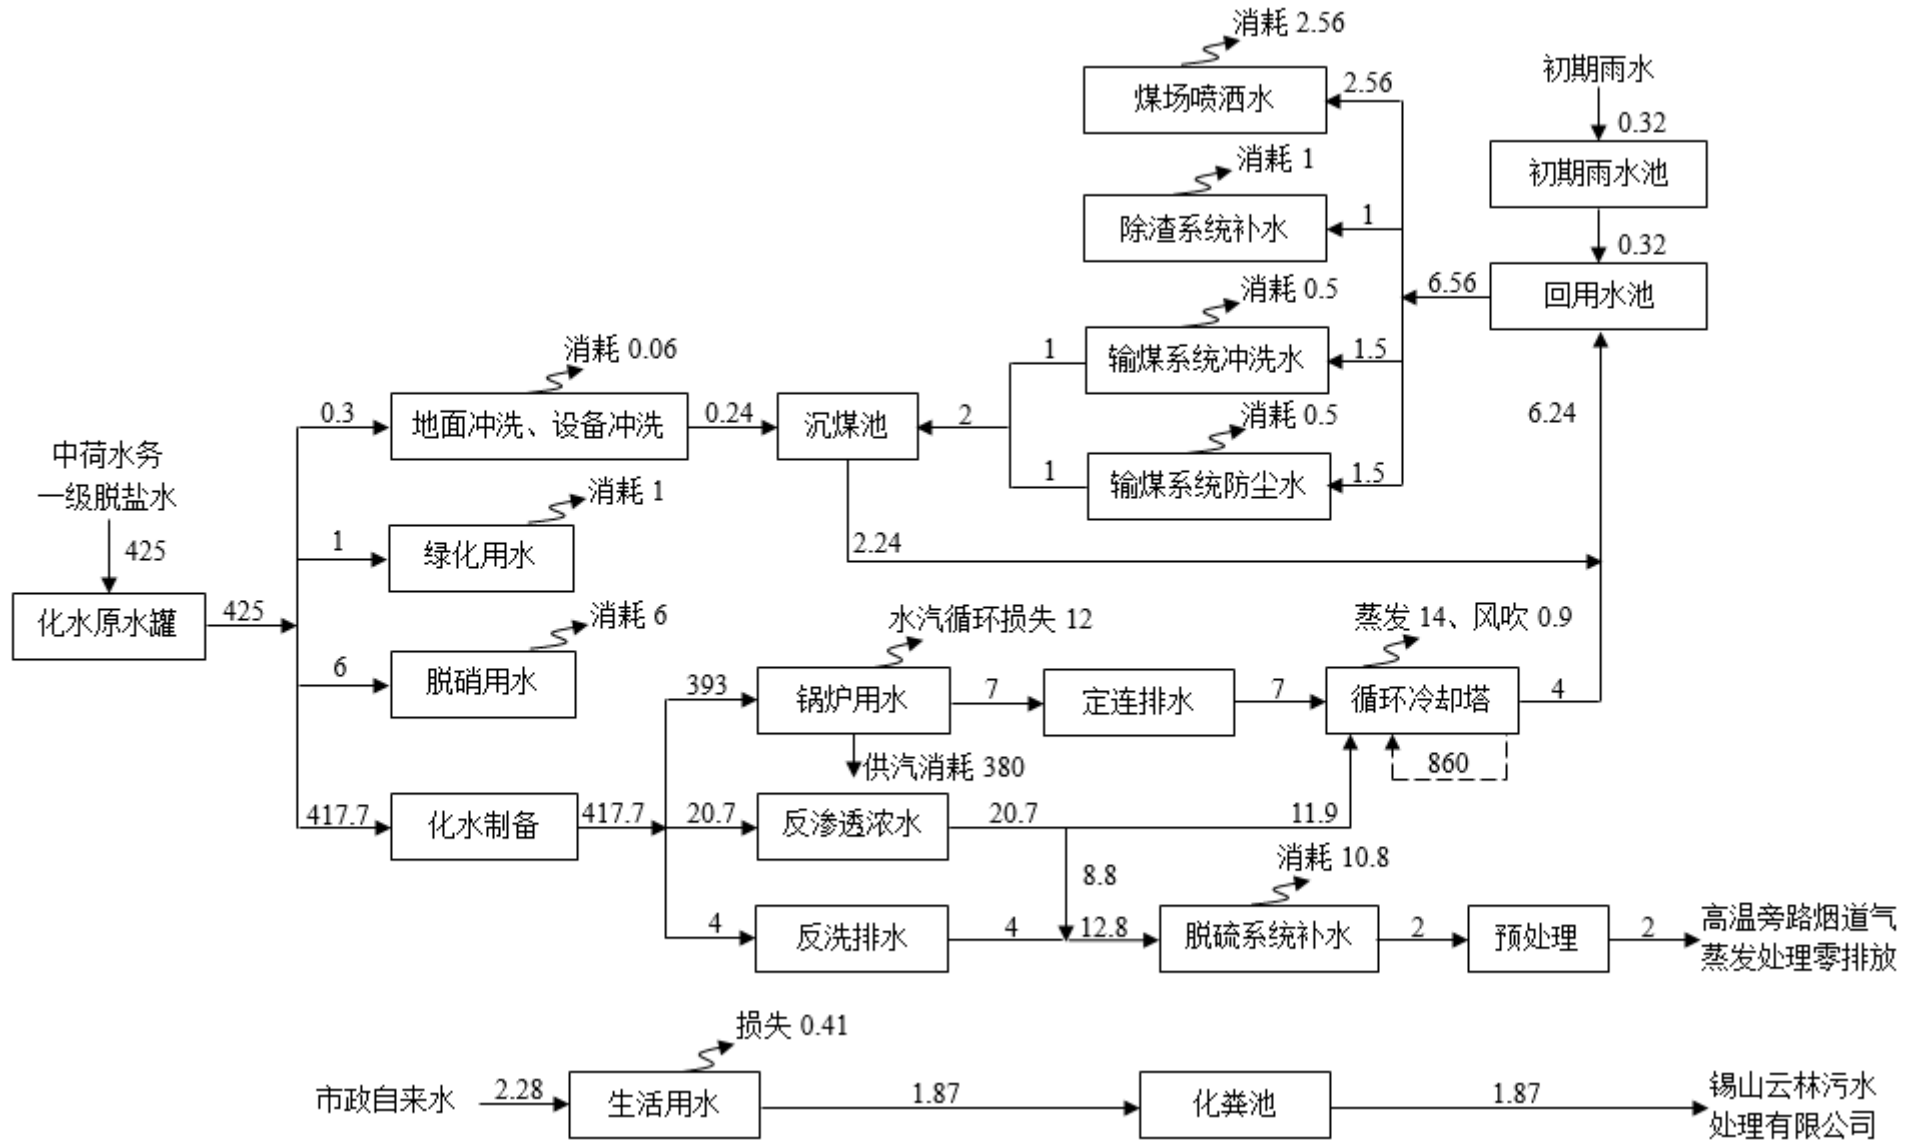 消耗 2.56
煤场喷洒水
2.56
初期雨水
0.32
初期雨水池
0.32
回用水池
6.56
消耗 1
除渣系统补水
1
消耗 0.5
输煤系统冲洗水
1.5
1
消耗 0.5
输煤系统防尘水
1.5
1
2
沉煤池
2.24
6.24
中荷水务
一级脱盐水
425
化水原水罐
425
0.3
消耗 0.06
地面冲洗、设备冲洗
0.24
1
消耗 1
绿化用水
6
消耗 6
脱硝用水
417.7
化水制备
417.7
393
水汽循环损失 12
锅炉用水
供汽消耗 380
7
定连排水
7
蒸发 14、风吹 0.9
循环冷却塔
4
860
20.7
反渗透浓水
20.7
11.9
8.8
4
反洗排水
4
12.8
消耗 10.8
脱硫系统补水
2
预处理
2
高温旁路烟道气
蒸发处理零排放
市政自来水
2.28
损失 0.41
生活用水
1.87
化粪池
1.87
锡山云林污水
处理有限公司